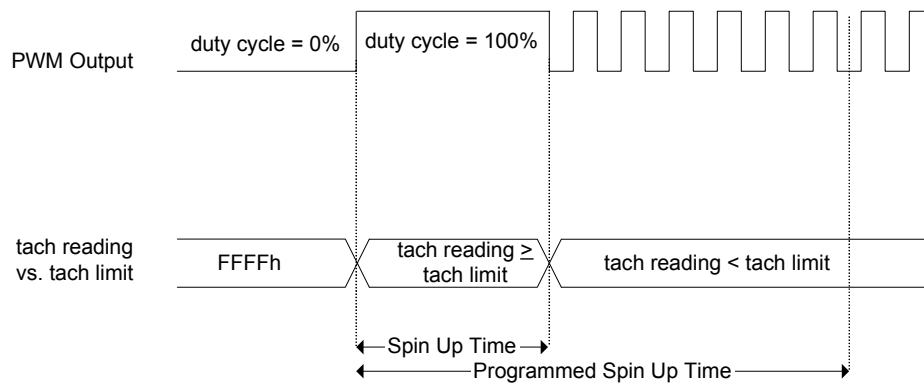 duty cycle = 0%
duty cycle = 100%
PWM Output
tach reading
vs. tach limit
FFFFh
tach reading ≥
tach limit
tach reading < tach limit
Spin Up Time
Programmed Spin Up Time